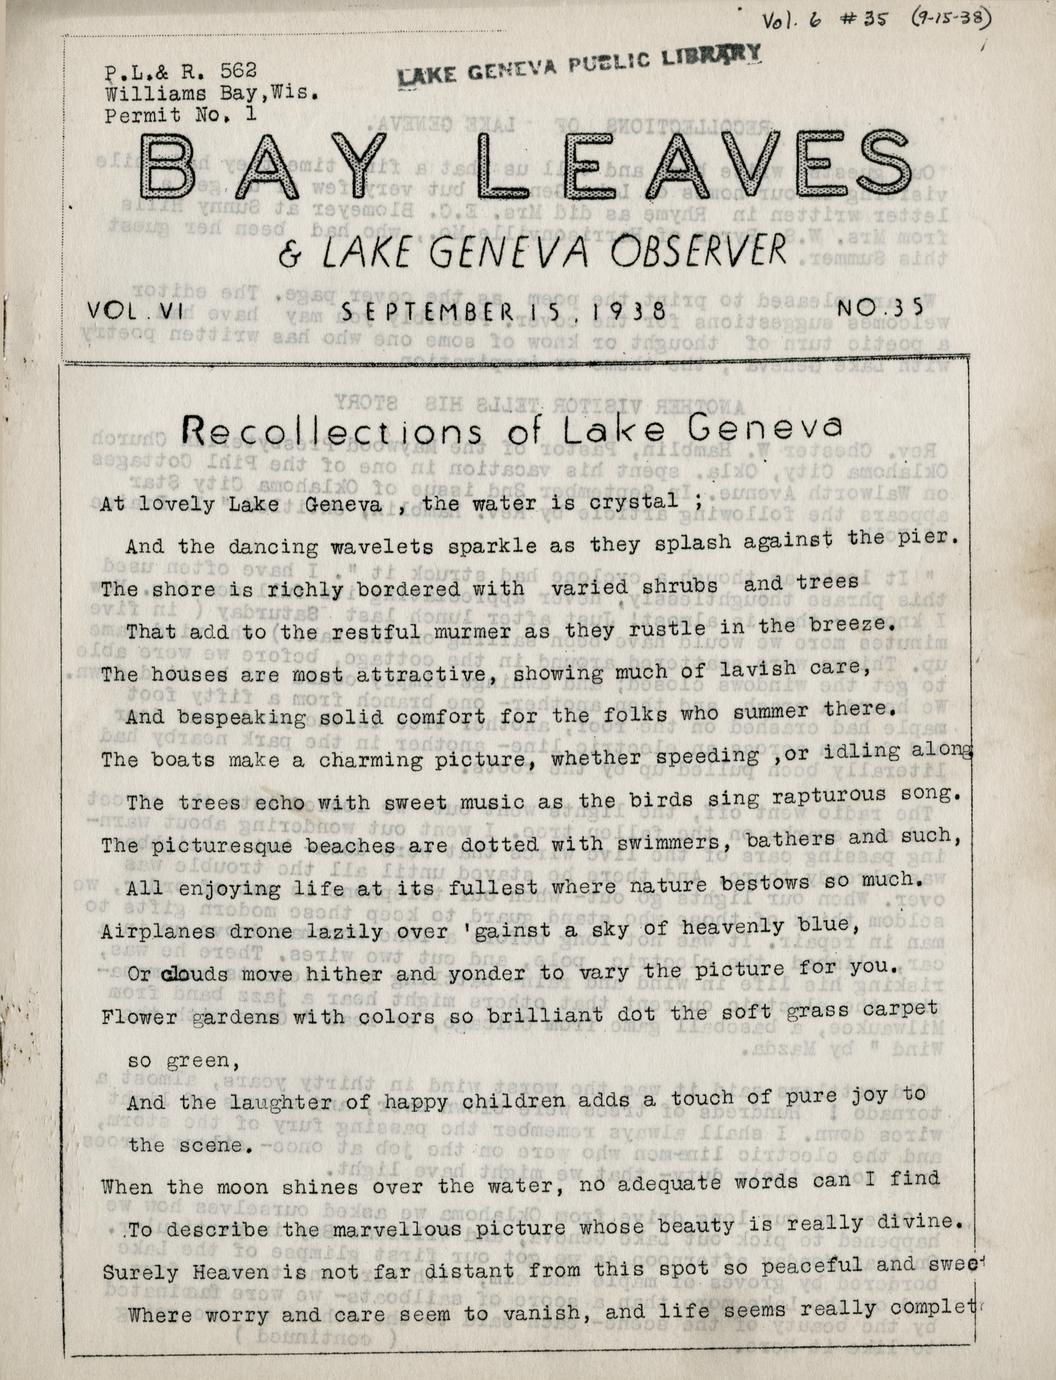 Vol. 6 #35 (9-15-38)
LAKE GENEVA PUBLIC LIBRARY
P.L.& R. 562
Williams Bay,Wis.
Permit No. 1
BAY LEAVES
& LAKE GENEVA OBSERVER
VOL.VI SEPTEMBER 15, 1938 NO.35
Recollections of Lake Geneva
At lovely Lake Geneva , the water is crystal ;
And the dancing wavelets sparkle as they splash against the pier.
The shore is richly bordered with varied shrubs and trees
That add to the restful murmer as they rustle in the breeze.
The houses are most attractive, showing much of lavish care,
And bespeaking solid comfort for the folks who summer there.
The boats make a charming picture, whether speeding ,or idling along
The trees echo with sweet music as the birds sing rapturous song.
The picturesque beaches are dotted with swimmers, bathers and such,
All enjoying life at its fullest where nature bestows so much.
Airplanes drone lazily over 'gainst a sky of heavenly blue,
Or clouds move hither and yonder to vary the picture for you.
Flower gardens with colors so brilliant dot the soft grass carpet
so green,
And the laughter of happy children adds a touch of pure joy to
the scene.
When the moon shines over the water, no adequate words can I find
To describe the marvellous picture whose beauty is really divine.
Surely Heaven is not far distant from this spot so peaceful and sweet
Where worry and care seem to vanish, and life seems really complet